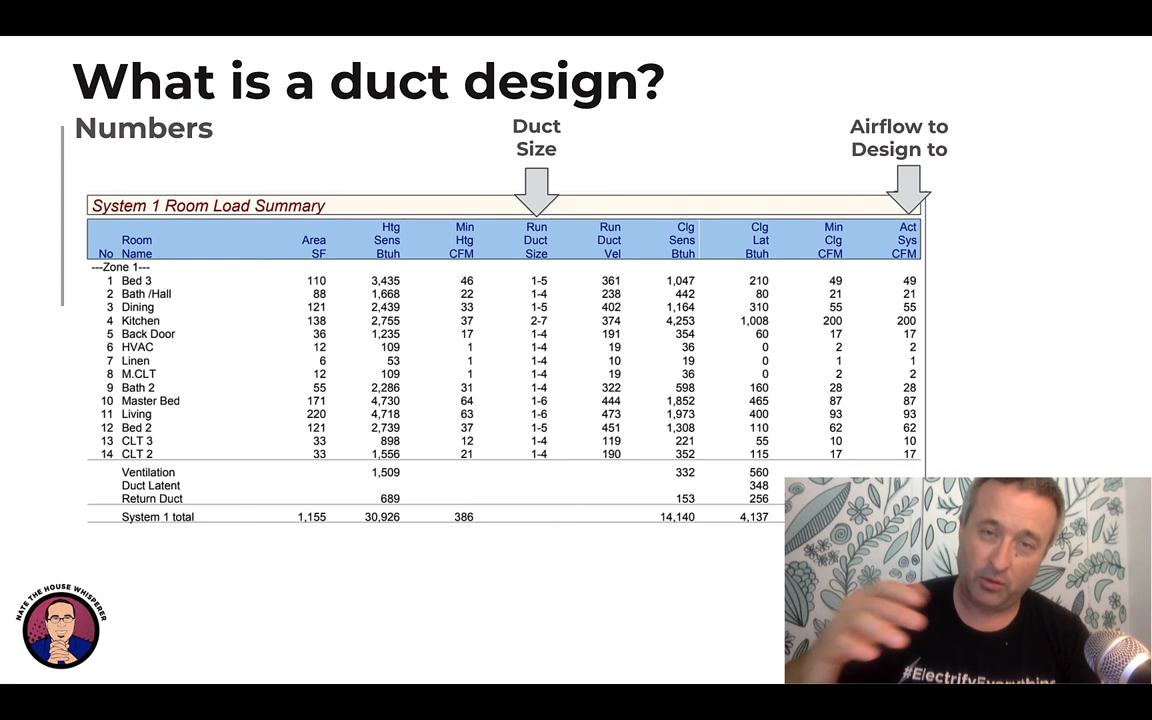 What is a duct design?
Numbers
Duct
Size
Airflow to
Design to
System 1 Room Load Summary
No Room Name Area SF Htg Sens Btuh Min Htg CFM Run Duct Size Run Duct Vel Clg Sens Btuh Clg Lat Btuh Min Clg CFM Act Sys CFM
---Zone 1---
1 Bed 3 110 3,435 46 1-5 361 1,047 210 49 49
2 Bath /Hall 88 1,668 22 1-4 238 442 80 21 21
3 Dining 121 2,439 33 1-5 402 1,164 310 55 55
4 Kitchen 138 2,755 37 2-7 374 4,253 1,008 200 200
5 Back Door 36 1,235 17 1-4 191 354 60 17 17
6 HVAC 12 109 1 1-4 19 36 0 2 2
7 Linen 6 53 1 1-4 10 19 0 1 1
8 M.CLT 12 109 1 1-4 19 36 0 2 2
9 Bath 2 55 2,286 31 1-4 322 598 160 28 28
10 Master Bed 171 4,730 64 1-6 444 1,852 465 87 87
11 Living 220 4,718 63 1-6 473 1,973 400 93 93
12 Bed 2 121 2,739 37 1-5 451 1,308 110 62 62
13 CLT 3 33 898 12 1-4 119 221 55 10 10
14 CLT 2 33 1,556 21 1-4 190 352 115 17 17
Ventilation 1,509 332 560
Duct Latent 348
Return Duct 689 153 256
System 1 total 1,155 30,926 386 14,140 4,137
NATE THE HOUSE WHISPERER
#ElectrifyEverything